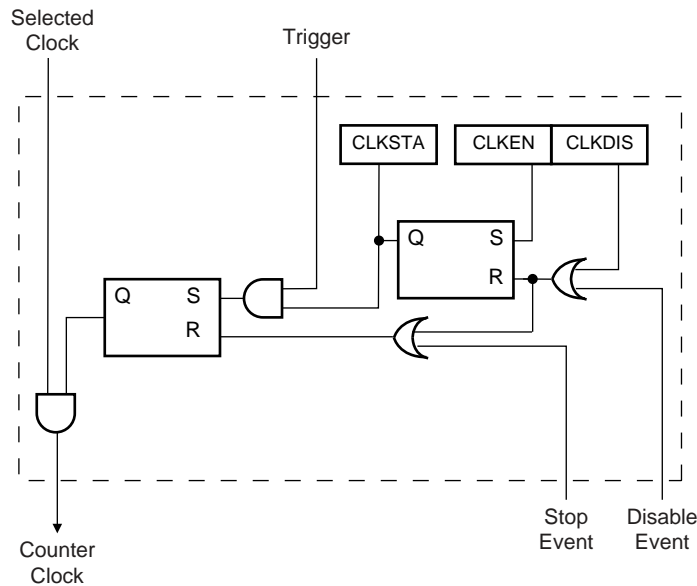 Selected
Clock
Trigger
CLKSTA
CLKEN
CLKDIS
Q
S
R
Q
S
R
Stop
Event
Disable
Event
Counter
Clock